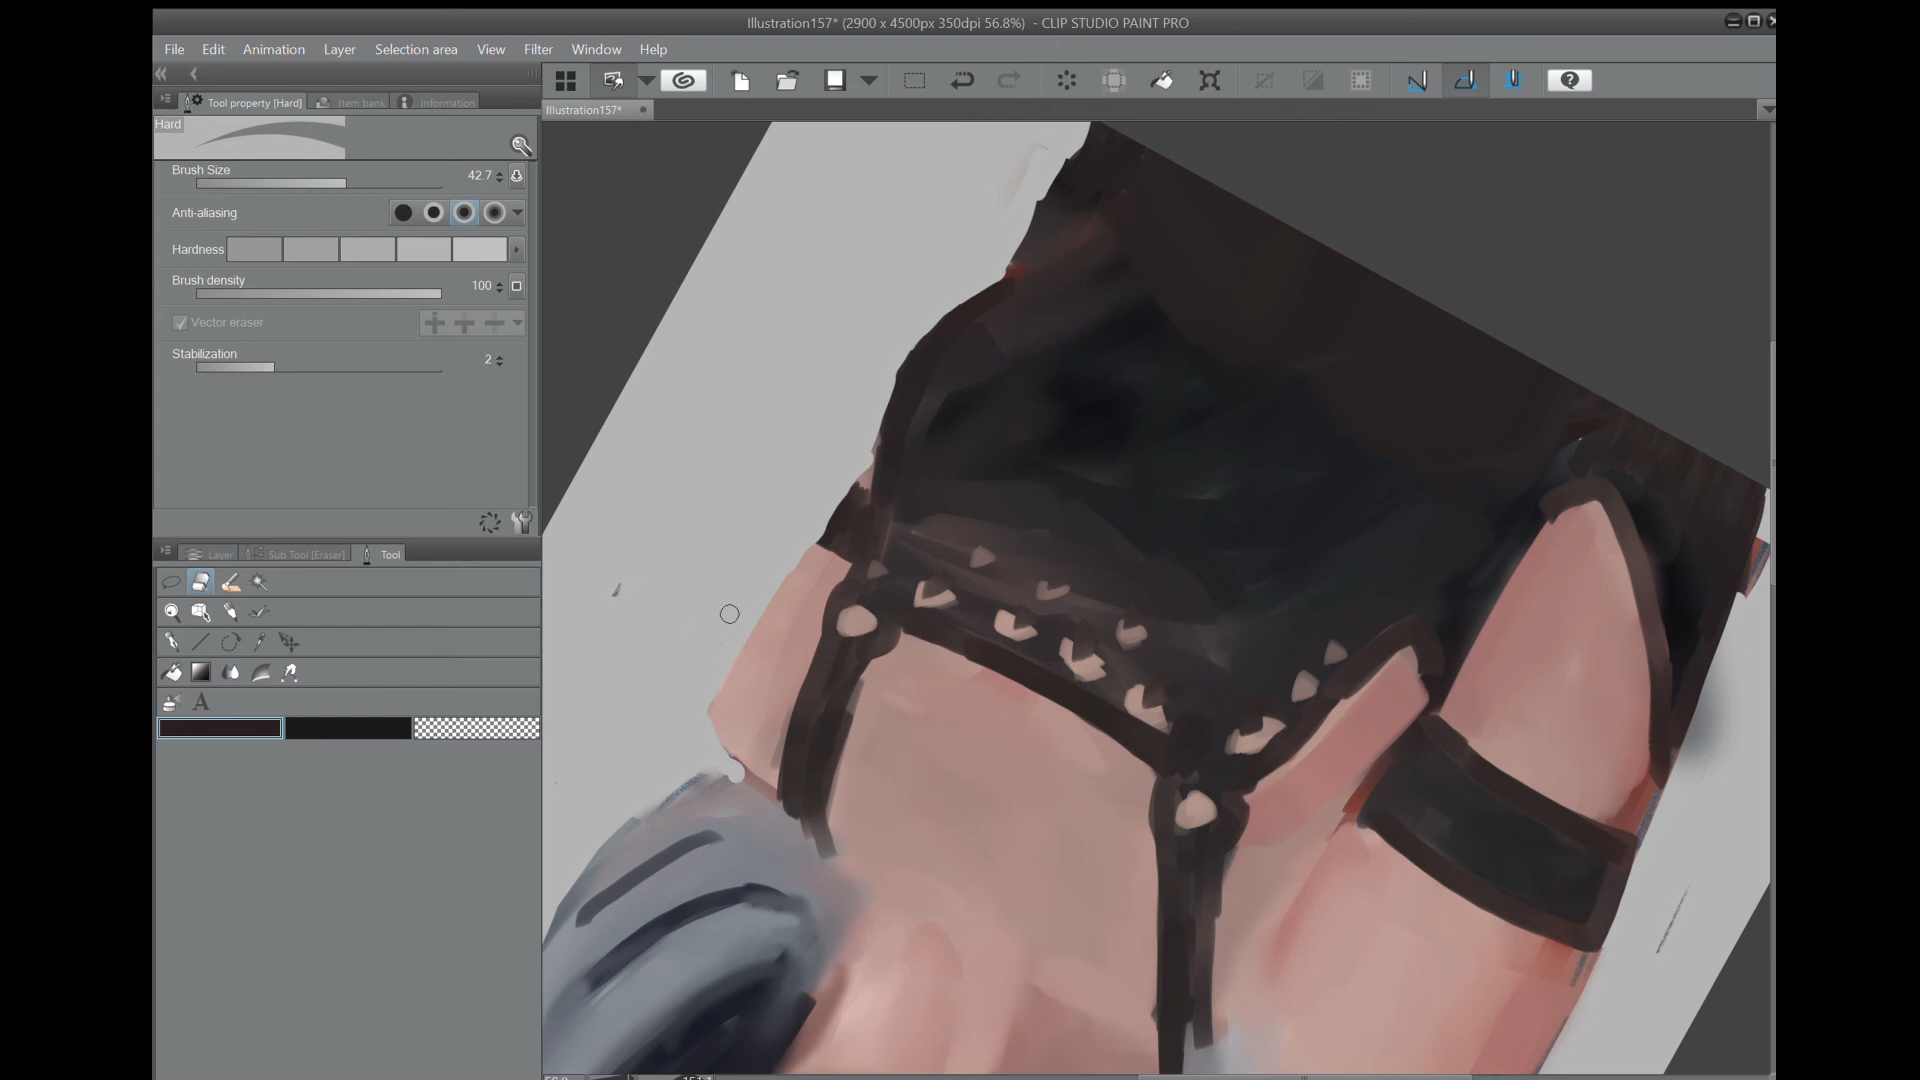 Illustration157* (2900 x 4500px 350dpi 56.8%) - CLIP STUDIO PAINT PRO
File Edit Animation Layer Selection area View Filter Window Help
Tool property [Hard] Item bank Information
Illustration157*
Hard
Brush Size 42.7
Anti-aliasing
Hardness
Brush density 100
Vector eraser
Stabilization 2
Layer Sub Tool [Eraser] Tool
A